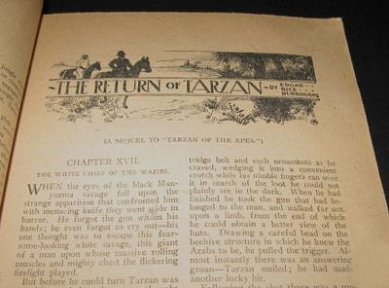 THE RETURN OF TARZAN
BY EDGAR
RICE
BURROUGHS
(A SEQUEL TO "TARZAN OF THE APES.")
CHAPTER XVII.
THE WHITE CHIEF OF THE WAZIRI.
WHEN the eyes of the black Man-
yuema savage fell upon the
strange apparition that confronted him
with menacing knife they went wide in
horror. He forgot the gun within his
hands; he even forgot to cry out—his
one thought was to escape this fear-
some-looking white savage, this giant
of a man upon whose massive rolling
muscles and mighty chest the flickering
firelight played.
But before he could turn Tarzan was
tridge belt and such ornaments as he
craved, wedging it into a convenient
crotch while his nimble fingers ran over
it in search of the loot he could not
plainly see in the dark. When he had
finished he took the gun that had be-
longed to the man, and walked far out
upon a limb, from the end of which
he could obtain a better view of the
huts. Drawing a careful bead on the
beehive structure in which he knew the
Arabs to be, he pulled the trigger. Al-
most instantly there was an answering
groan—Tarzan smiled; he had made
another lucky hit.